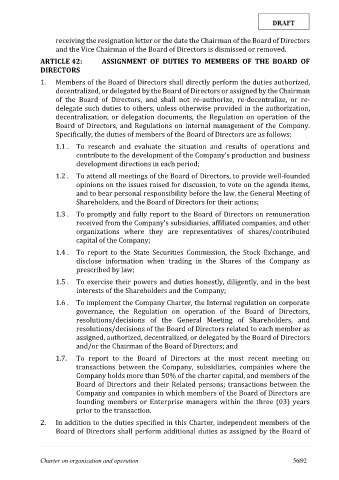 DRAFT
receiving the resignation letter or the date the Chairman of the Board of Directors
and the Vice Chairman of the Board of Directors is dismissed or removed.
ARTICLE 42: ASSIGNMENT OF DUTIES TO MEMBERS OF THE BOARD OF
DIRECTORS
1. Members of the Board of Directors shall directly perform the duties authorized,
decentralized, or delegated by the Board of Directors or assigned by the Chairman
of the Board of Directors, and shall not re-authorize, re-decentralize, or re-
delegate such duties to others, unless otherwise provided in the authorization,
decentralization, or delegation documents, the Regulation on operation of the
Board of Directors, and Regulations on internal management of the Company.
Specifically, the duties of members of the Board of Directors are as follows:
1.1 . To research and evaluate the situation and results of operations and
contribute to the development of the Company's production and business
development directions in each period;
1.2 . To attend all meetings of the Board of Directors, to provide well-founded
opinions on the issues raised for discussion, to vote on the agenda items,
and to bear personal responsibility before the law, the General Meeting of
Shareholders, and the Board of Directors for their actions;
1.3 . To promptly and fully report to the Board of Directors on remuneration
received from the Company's subsidiaries, affiliated companies, and other
organizations where they are representatives of shares/contributed
capital of the Company;
1.4 . To report to the State Securities Commission, the Stock Exchange, and
disclose information when trading in the Shares of the Company as
prescribed by law;
1.5 . To exercise their powers and duties honestly, diligently, and in the best
interests of the Shareholders and the Company;
1.6 . To implement the Company Charter, the Internal regulation on corporate
governance, the Regulation on operation of the Board of Directors,
resolutions/decisions of the General Meeting of Shareholders, and
resolutions/decisions of the Board of Directors related to each member as
assigned, authorized, decentralized, or delegated by the Board of Directors
and/or the Chairman of the Board of Directors; and
1.7. To report to the Board of Directors at the most recent meeting on
transactions between the Company, subsidiaries, companies where the
Company holds more than 50% of the charter capital, and members of the
Board of Directors and their Related persons; transactions between the
Company and companies in which members of the Board of Directors are
founding members or Enterprise managers within the three (03) years
prior to the transaction.
2. In addition to the duties specified in this Charter, independent members of the
Board of Directors shall perform additional duties as assigned by the Board of
Charter on organization and operation 5692